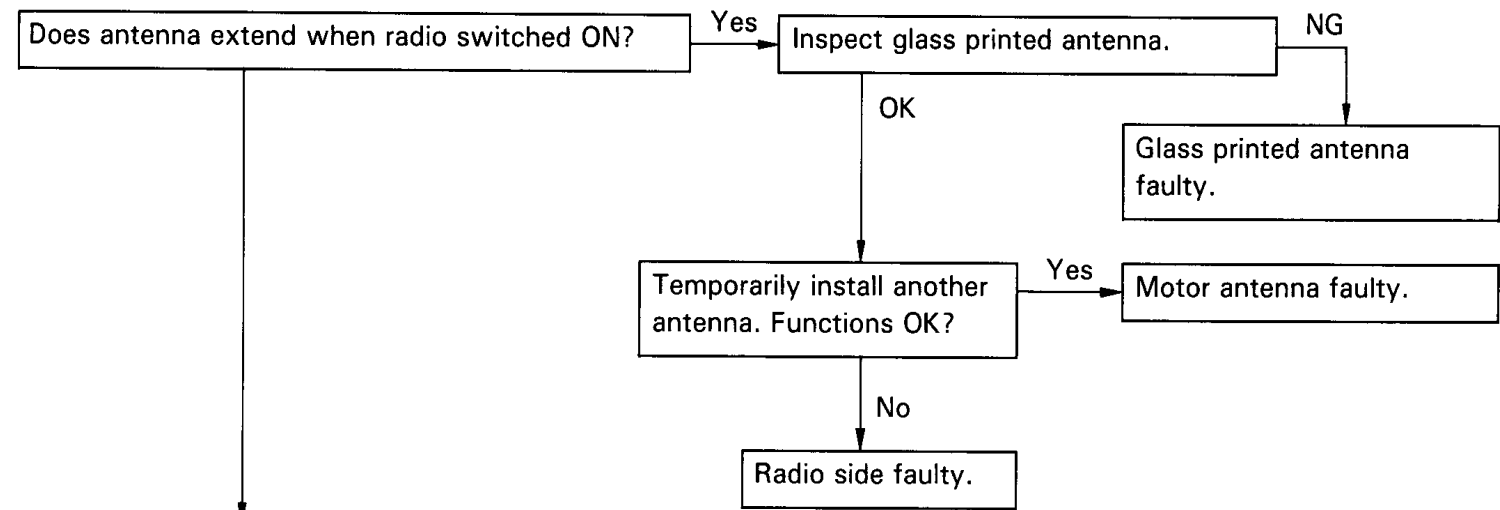 Does antenna extend when radio switched ON?
Yes
Inspect glass printed antenna.
NG
OK
Glass printed antenna
faulty.
Temporarily install another
antenna. Functions OK?
Yes
Motor antenna faulty.
No
Radio side faulty.